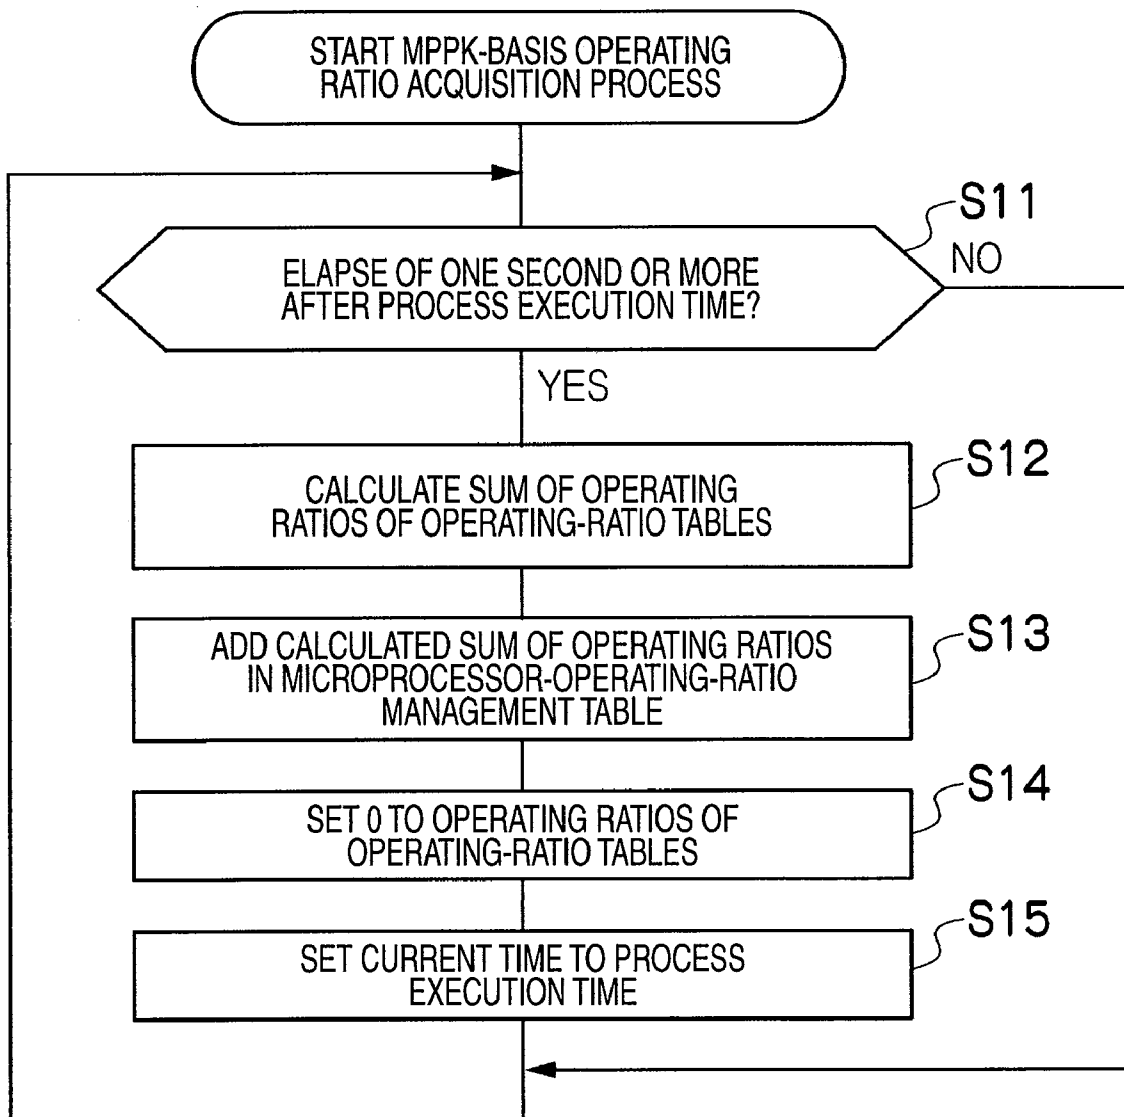 START MPPK-BASIS OPERATING
RATIO ACQUISITION PROCESS
S11
ELAPSE OF ONE SECOND OR MORE
AFTER PROCESS EXECUTION TIME?
NO
YES
S12
CALCULATE SUM OF OPERATING
RATIOS OF OPERATING-RATIO TABLES
S13
ADD CALCULATED SUM OF OPERATING RATIOS
IN MICROPROCESSOR-OPERATING-RATIO
MANAGEMENT TABLE
S14
SET 0 TO OPERATING RATIOS OF
OPERATING-RATIO TABLES
S15
SET CURRENT TIME TO PROCESS
EXECUTION TIME